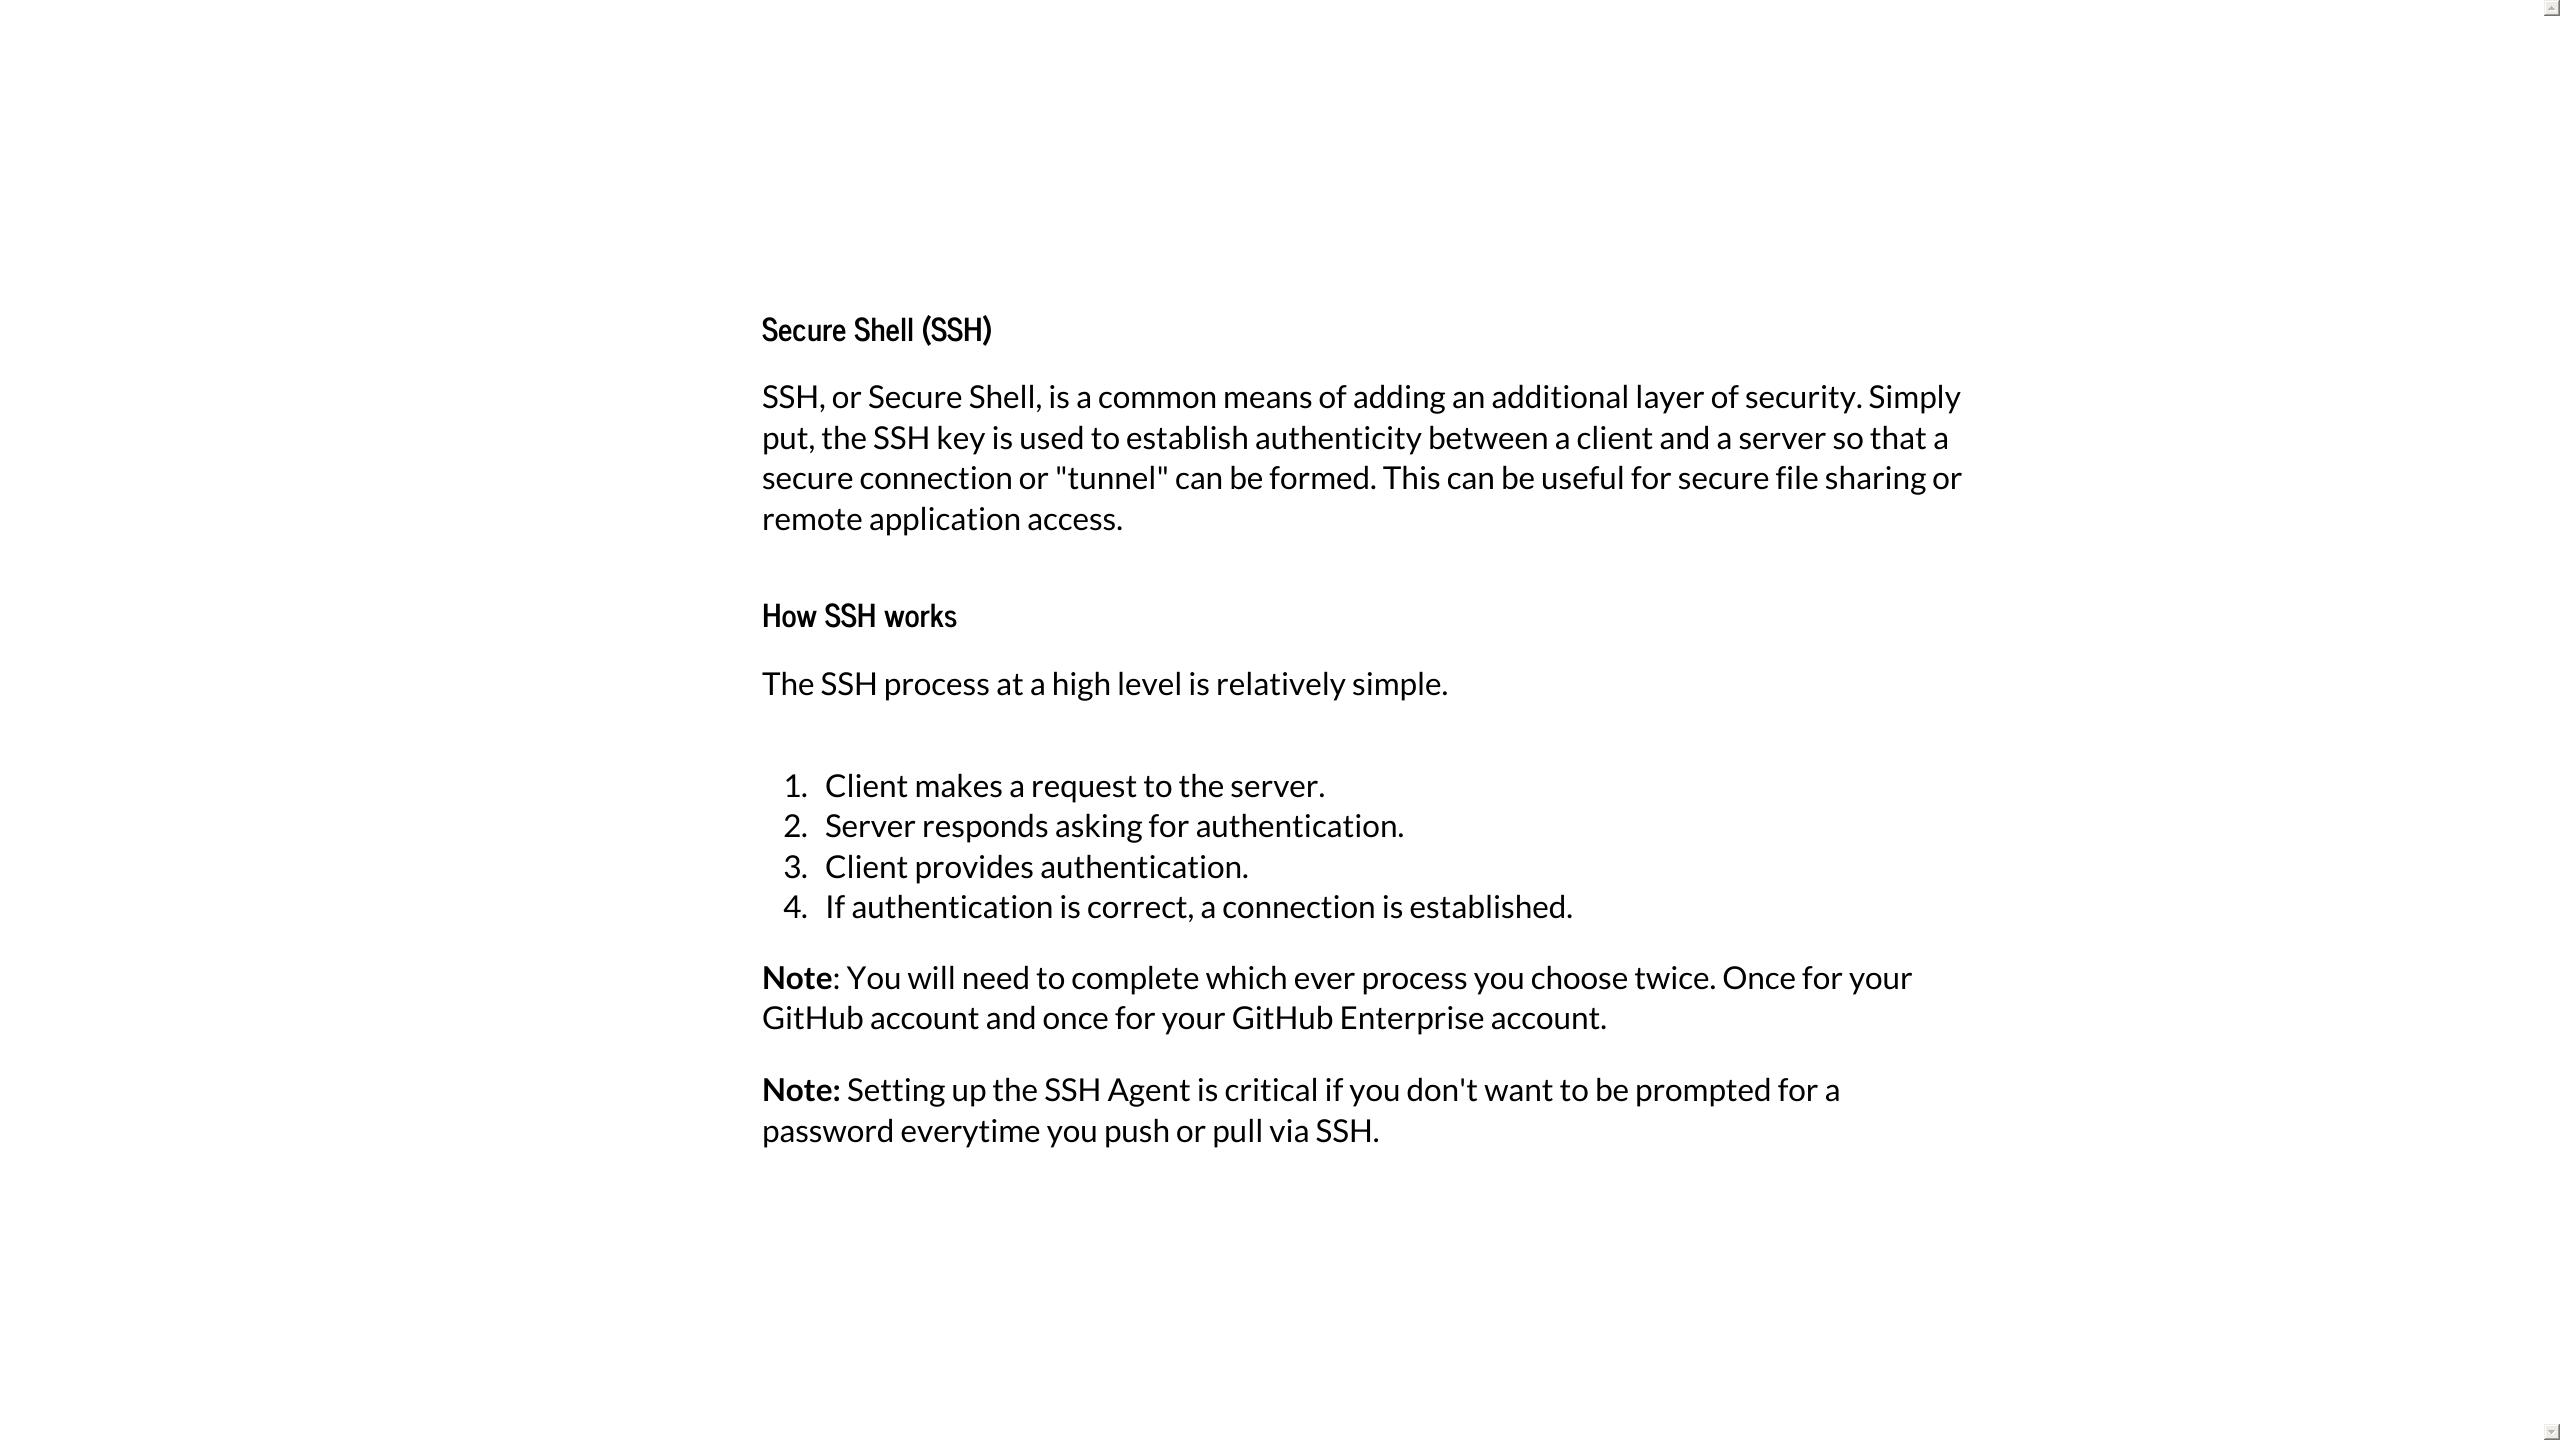 Secure Shell (SSH)
SSH, or Secure Shell, is a common means of adding an additional layer of security. Simply
put, the SSH key is used to establish authenticity between a client and a server so that a
secure connection or "tunnel" can be formed. This can be useful for secure file sharing or
remote application access.
How SSH works
The SSH process at a high level is relatively simple.
1. Client makes a request to the server.
2. Server responds asking for authentication.
3. Client provides authentication.
4. If authentication is correct, a connection is established.
Note: You will need to complete which ever process you choose twice. Once for your
GitHub account and once for your GitHub Enterprise account.
Note: Setting up the SSH Agent is critical if you don't want to be prompted for a
password everytime you push or pull via SSH.